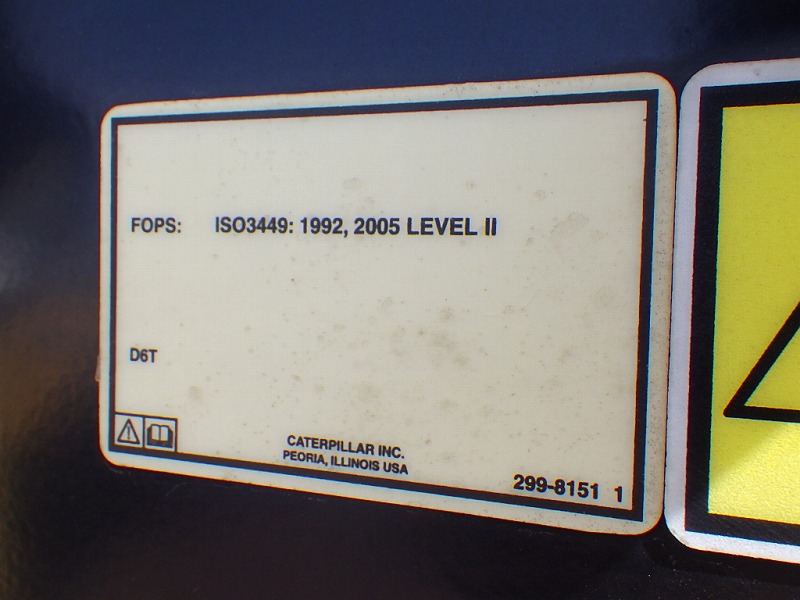 FOPS: ISO3449: 1992, 2005 LEVEL II
D6T
CATERPILLAR INC.
PEORIA, ILLINOIS USA
299-8151 1